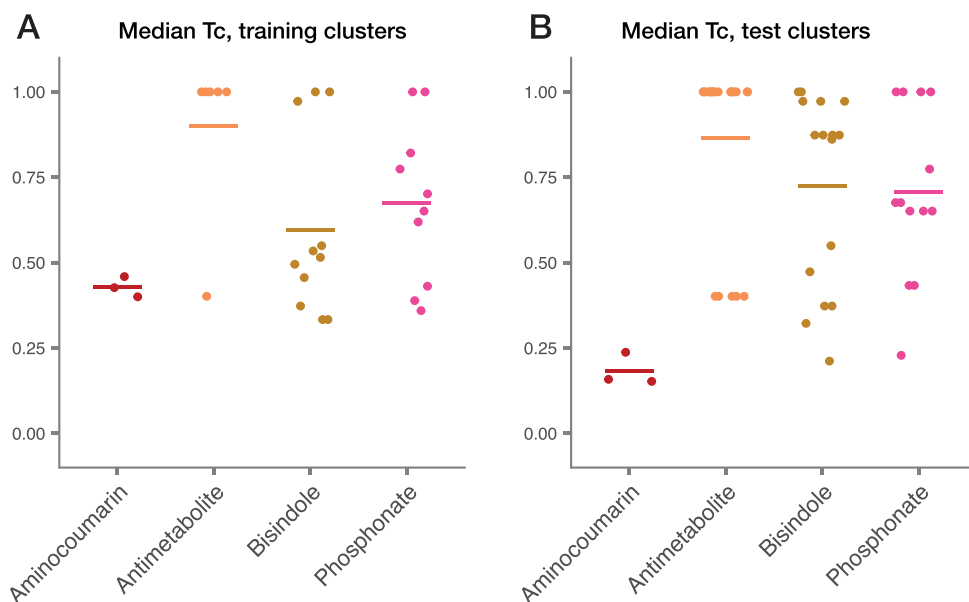 A
Median Tc, training clusters
1.00
0.75
0.50
0.25
0.00
Aminocoumarin
Antimetabolite
Bisindole
Phosphonate
B
Median Tc, test clusters
1.00
0.75
0.50
0.25
0.00
Aminocoumarin
Antimetabolite
Bisindole
Phosphonate